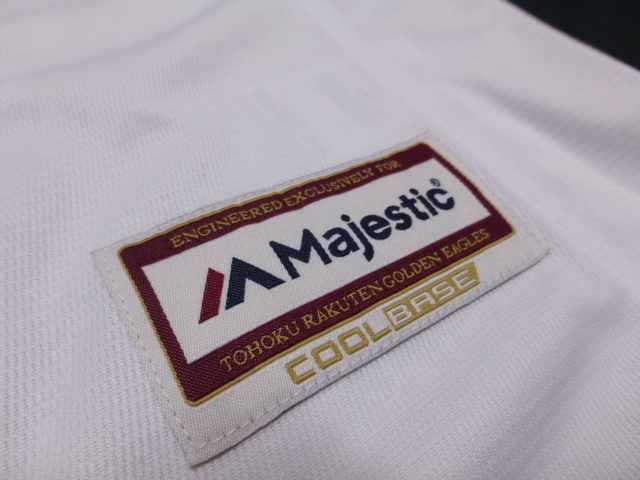 ENGINEERED EXCLUSIVELY FOR
Majestic®
TOHOKU RAKUTEN GOLDEN EAGLES
COOLBASE